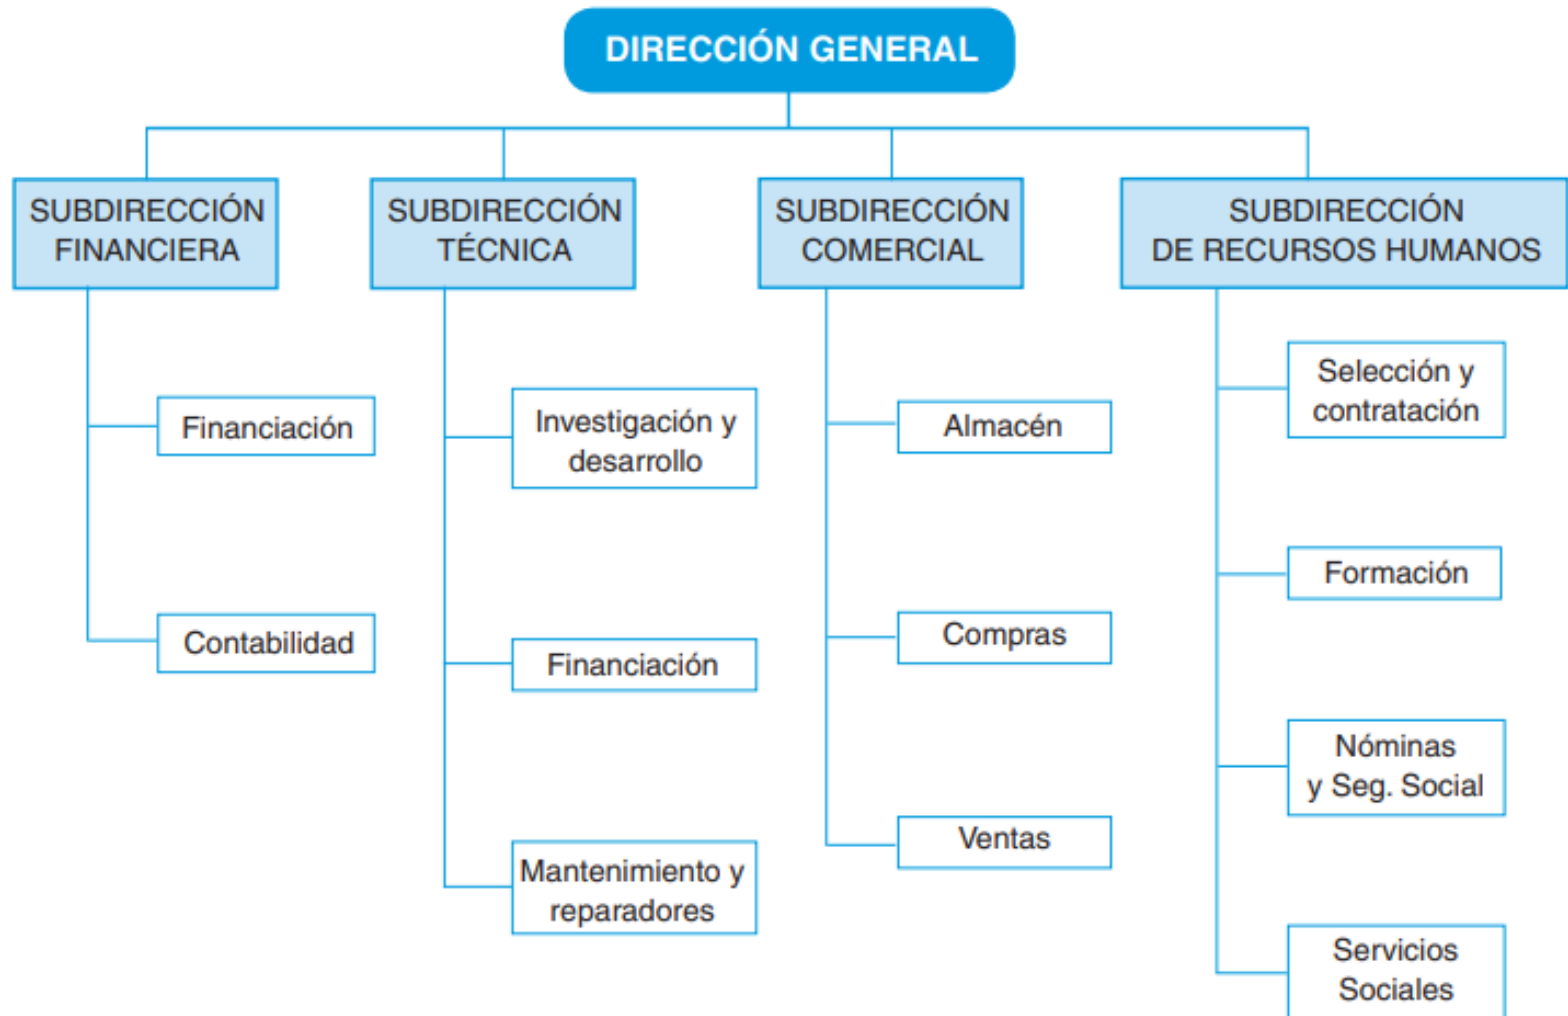 DIRECCIÓN GENERAL
SUBDIRECCIÓN
FINANCIERA
SUBDIRECCIÓN
TÉCNICA
SUBDIRECCIÓN
COMERCIAL
SUBDIRECCIÓN
DE RECURSOS HUMANOS
Financiación
Contabilidad
Investigación y
desarrollo
Financiación
Mantenimiento y
reparadores
Almacén
Compras
Ventas
Selección y
contratación
Formación
Nóminas
y Seg. Social
Servicios
Sociales